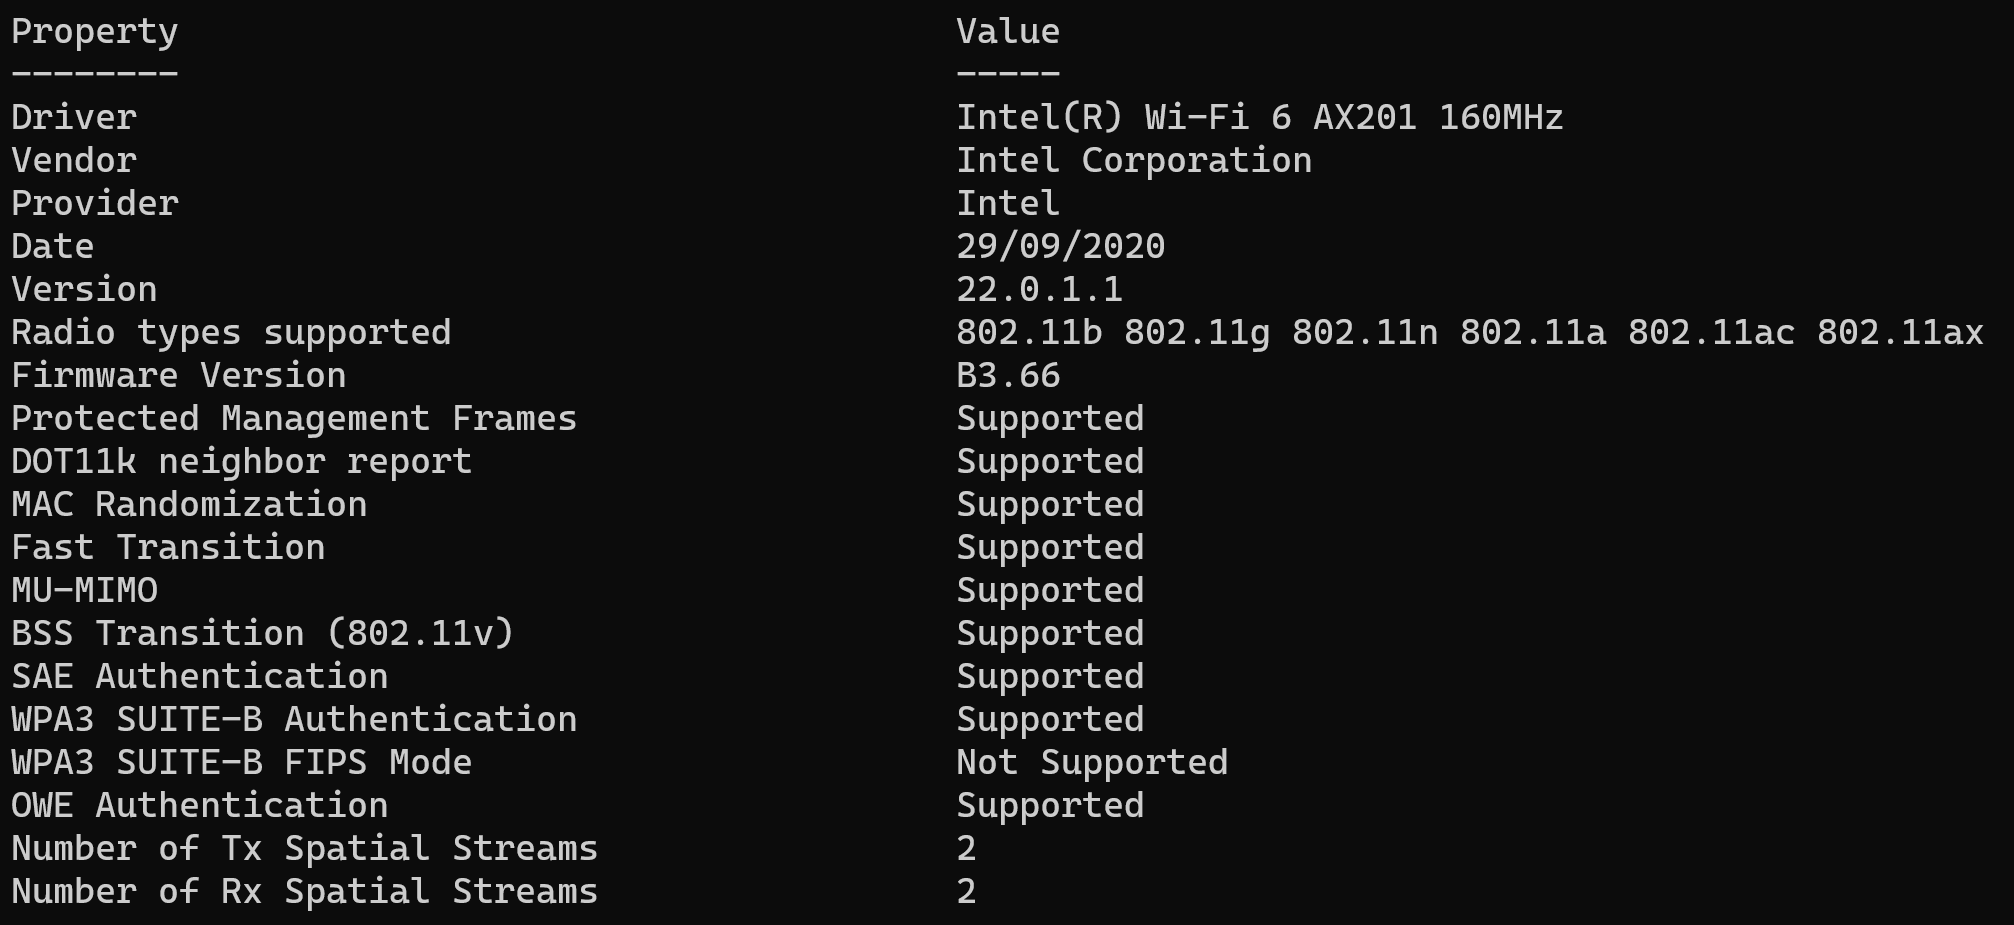 Property Value
-------- -----
Driver Intel(R) Wi-Fi 6 AX201 160MHz
Vendor Intel Corporation
Provider Intel
Date 29/09/2020
Version 22.0.1.1
Radio types supported 802.11b 802.11g 802.11n 802.11a 802.11ac 802.11ax
Firmware Version B3.66
Protected Management Frames Supported
DOT11k neighbor report Supported
MAC Randomization Supported
Fast Transition Supported
MU-MIMO Supported
BSS Transition (802.11v) Supported
SAE Authentication Supported
WPA3 SUITE-B Authentication Supported
WPA3 SUITE-B FIPS Mode Not Supported
OWE Authentication Supported
Number of Tx Spatial Streams 2
Number of Rx Spatial Streams 2